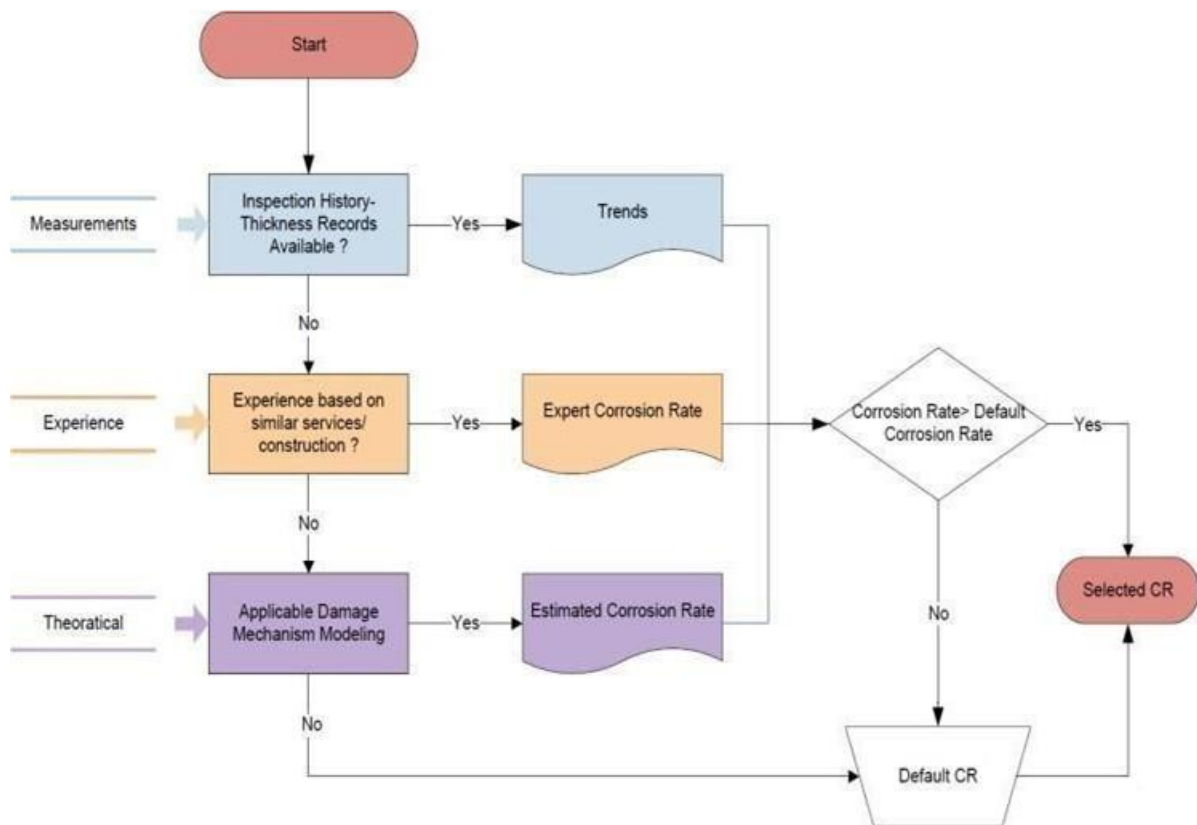 Start
Measurements
Inspection History-
Thickness Records
Available ?
Yes
Trends
No
Experience
Experience based on
similar services/
construction ?
Yes
Expert Corrosion Rate
Corrosion Rate> Default
Corrosion Rate
Yes
No
Theoratical
Applicable Damage
Mechanism Modeling
Yes
Estimated Corrosion Rate
No
Selected CR
No
Default CR